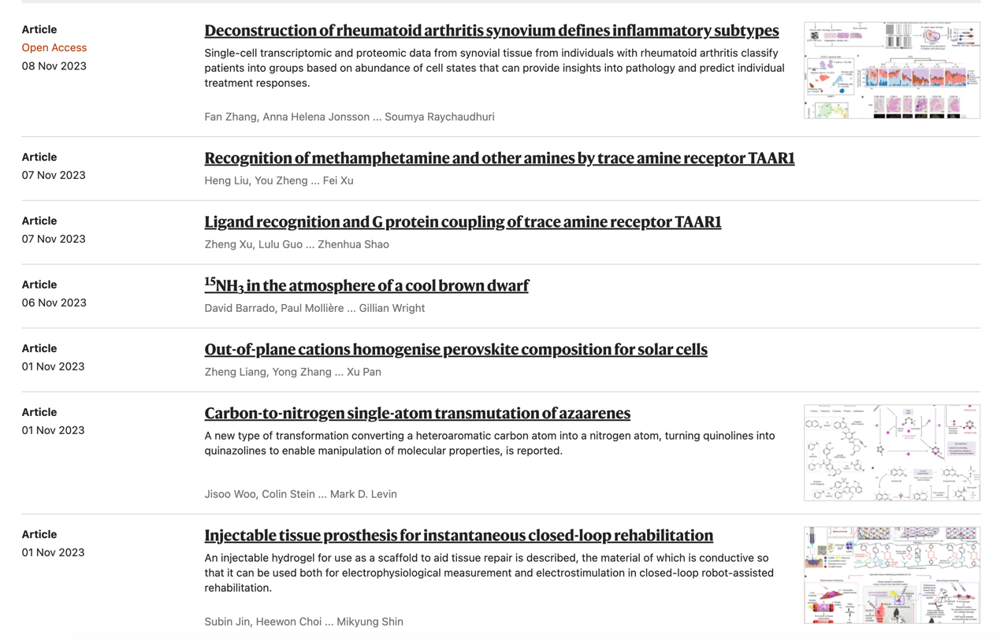 Article
Open Access
08 Nov 2023
Deconstruction of rheumatoid arthritis synovium defines inflammatory subtypes
Single-cell transcriptomic and proteomic data from synovial tissue from individuals with rheumatoid arthritis classify
patients into groups based on abundance of cell states that can provide insights into pathology and predict individual
treatment responses.
Fan Zhang, Anna Helena Jonsson ... Soumya Raychaudhuri
Article
07 Nov 2023
Recognition of methamphetamine and other amines by trace amine receptor TAAR1
Heng Liu, You Zheng ... Fei Xu
Article
07 Nov 2023
Ligand recognition and G protein coupling of trace amine receptor TAAR1
Zheng Xu, Lulu Guo ... Zhenhua Shao
Article
06 Nov 2023
¹⁵NH₃ in the atmosphere of a cool brown dwarf
David Barrado, Paul Mollière ... Gillian Wright
Article
01 Nov 2023
Out-of-plane cations homogenise perovskite composition for solar cells
Zheng Liang, Yong Zhang ... Xu Pan
Article
01 Nov 2023
Carbon-to-nitrogen single-atom transmutation of azaarenes
A new type of transformation converting a heteroaromatic carbon atom into a nitrogen atom, turning quinolines into
quinazolines to enable manipulation of molecular properties, is reported.
Jisoo Woo, Colin Stein ... Mark D. Levin
Article
01 Nov 2023
Injectable tissue prosthesis for instantaneous closed-loop rehabilitation
An injectable hydrogel for use as a scaffold to aid tissue repair is described, the material of which is conductive so
that it can be used both for electrophysiological measurement and electrostimulation in closed-loop robot-assisted
rehabilitation.
Subin Jin, Heewon Choi ... Mikyung Shin